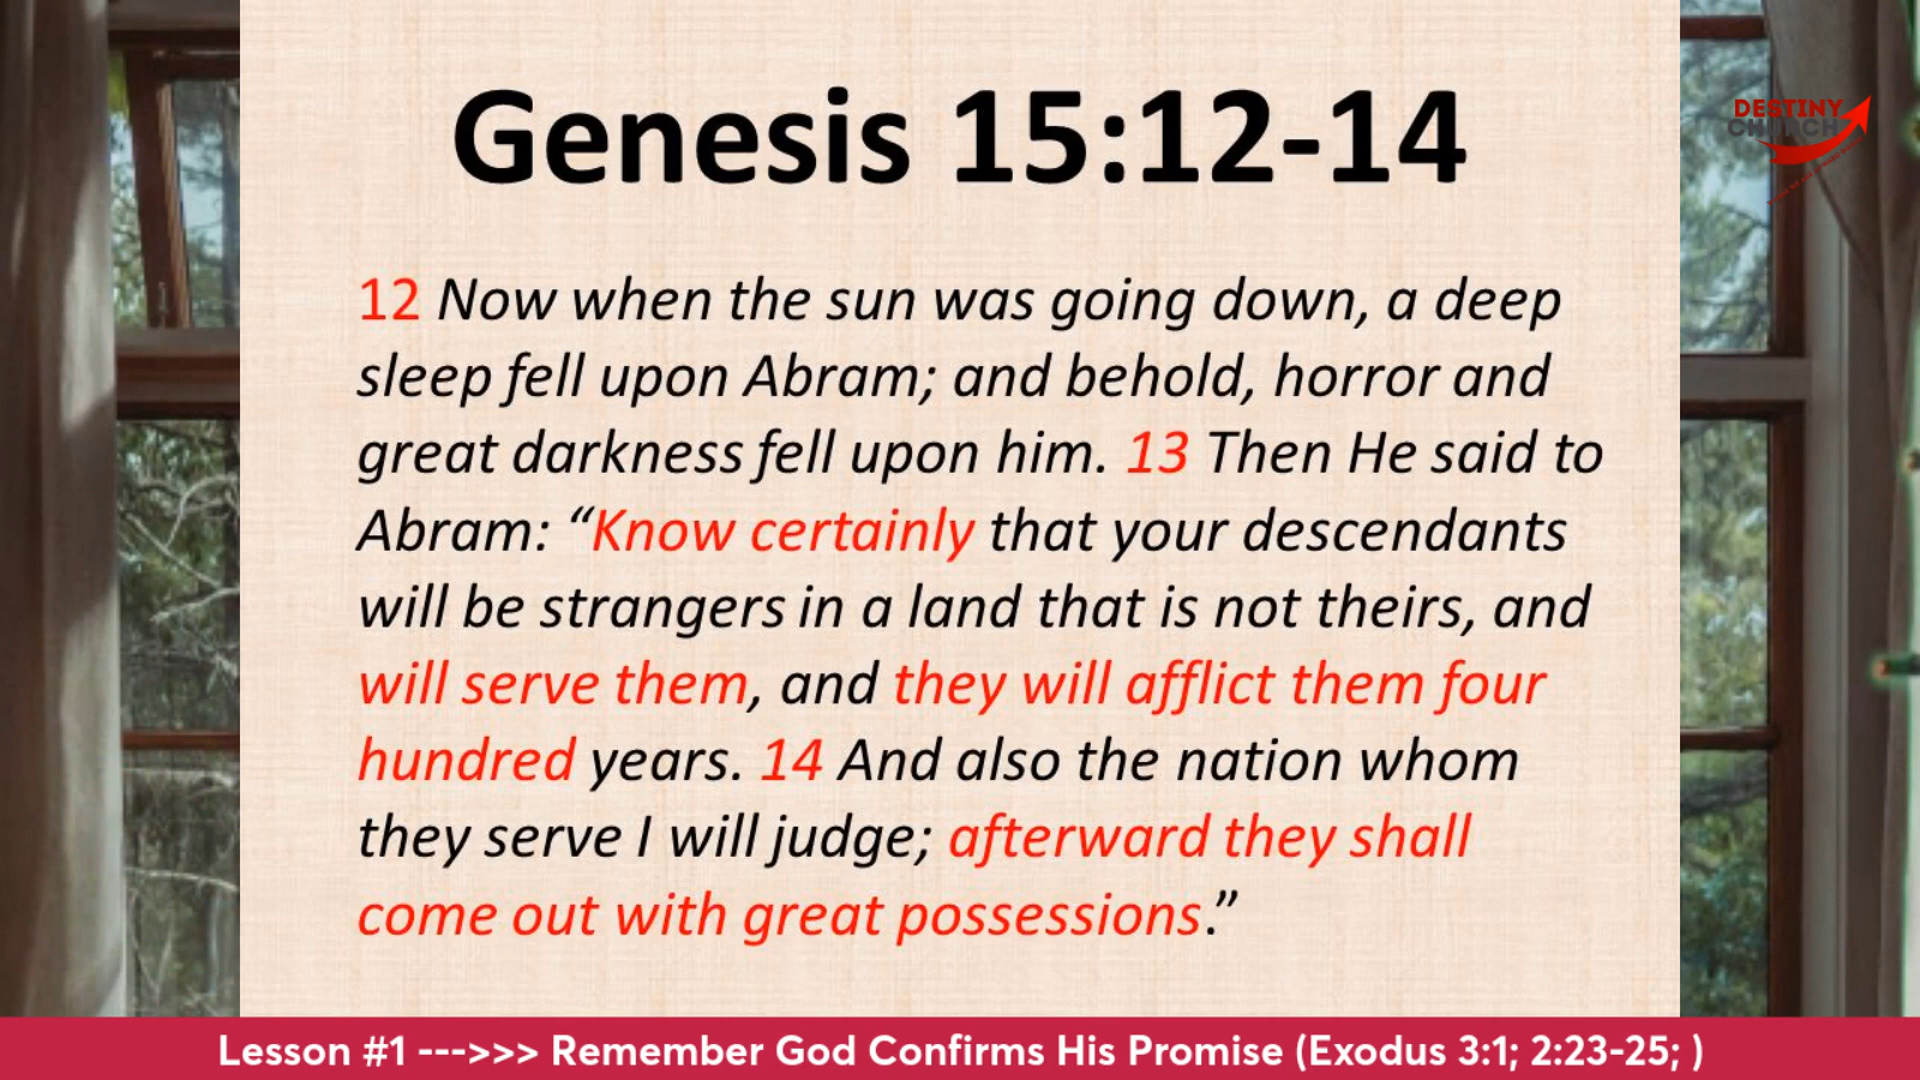 Genesis 15:12-14
DESTINY
CHURCH
12 Now when the sun was going down, a deep
sleep fell upon Abram; and behold, horror and
great darkness fell upon him. 13 Then He said to
Abram: “Know certainly that your descendants
will be strangers in a land that is not theirs, and
will serve them, and they will afflict them four
hundred years. 14 And also the nation whom
they serve I will judge; afterward they shall
come out with great possessions.”
Lesson #1 --->>> Remember God Confirms His Promise (Exodus 3:1; 2:23-25; )